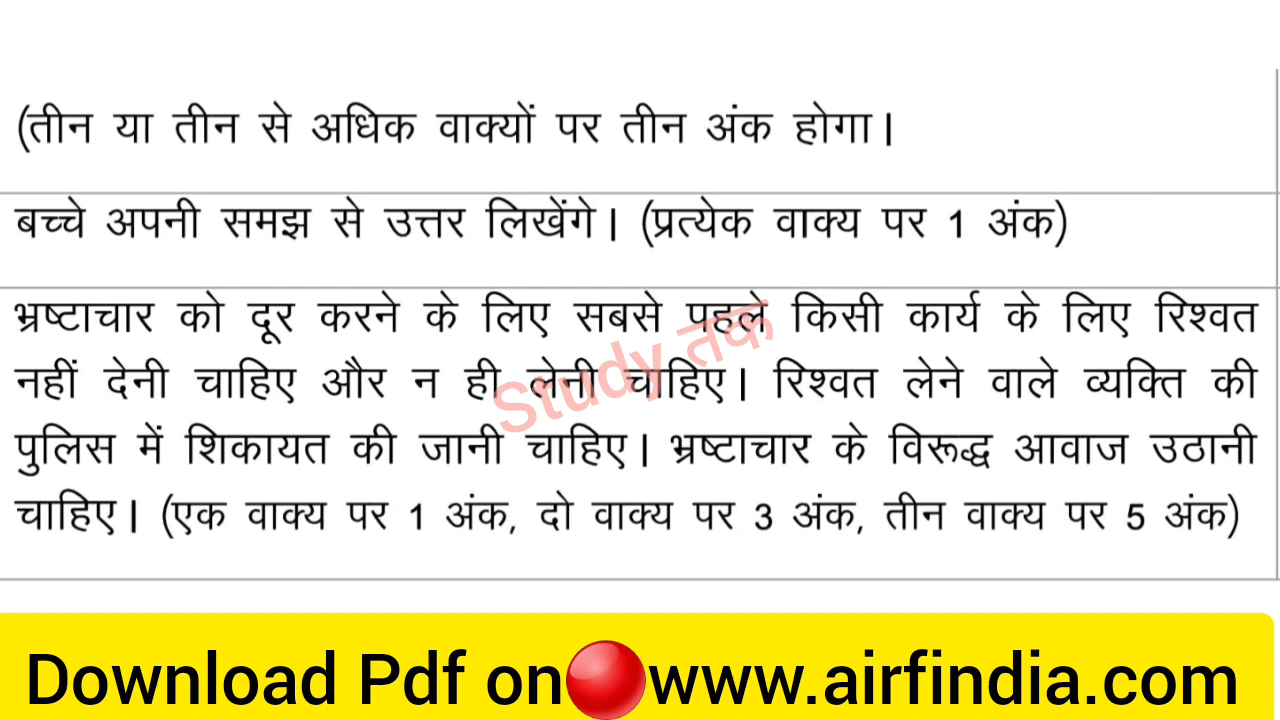 (तीन या तीन से अधिक वाक्यों पर तीन अंक होगा।
बच्चे अपनी समझ से उत्तर लिखेंगे। (प्रत्येक वाक्य पर 1 अंक)
भ्रष्टाचार को दूर करने के लिए सबसे पहले किसी कार्य के लिए रिश्वत
नहीं देनी चाहिए और न ही लेनी चाहिए। रिश्वत लेने वाले व्यक्ति की
पुलिस में शिकायत की जानी चाहिए। भ्रष्टाचार के विरूद्ध आवाज उठानी
चाहिए। (एक वाक्य पर 1 अंक, दो वाक्य पर 3 अंक, तीन वाक्य पर 5 अंक)
Study तक
Download Pdf on www.airfindia.com